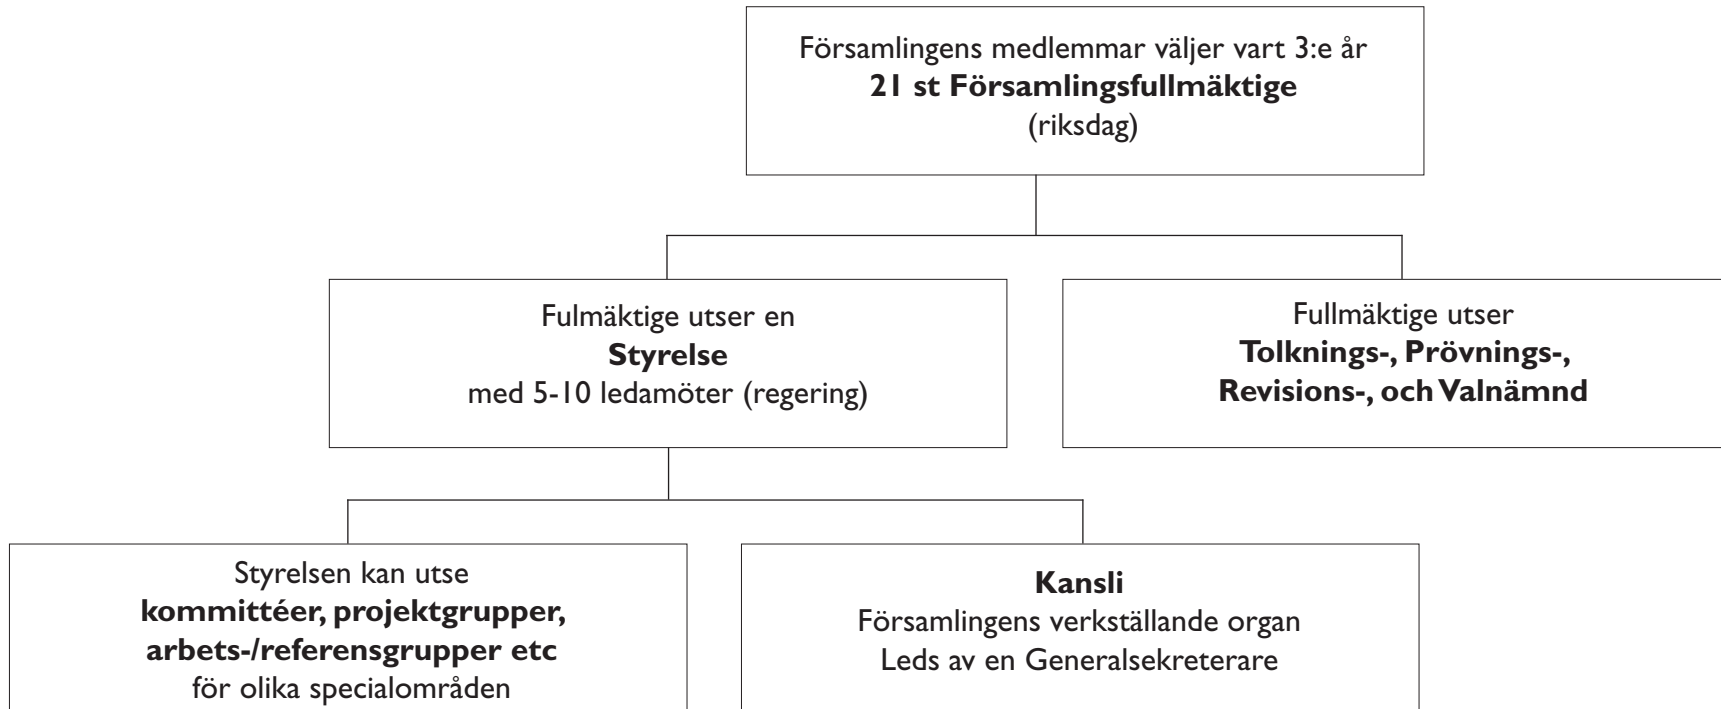 Församlingens medlemmar väljer vart 3:e år
21 st Församlingsfullmäktige
(riksdag)
Fulmäktige utser en
Styrelse
med 5-10 ledamöter (regering)
Fullmäktige utser
Tolknings-, Prövnings-,
Revisions-, och Valnämnd
Styrelsen kan utse
kommittéer, projektgrupper,
arbets-/referensgrupper etc
för olika specialområden
Kansli
Församlingens verkställande organ
Leds av en Generalsekreterare